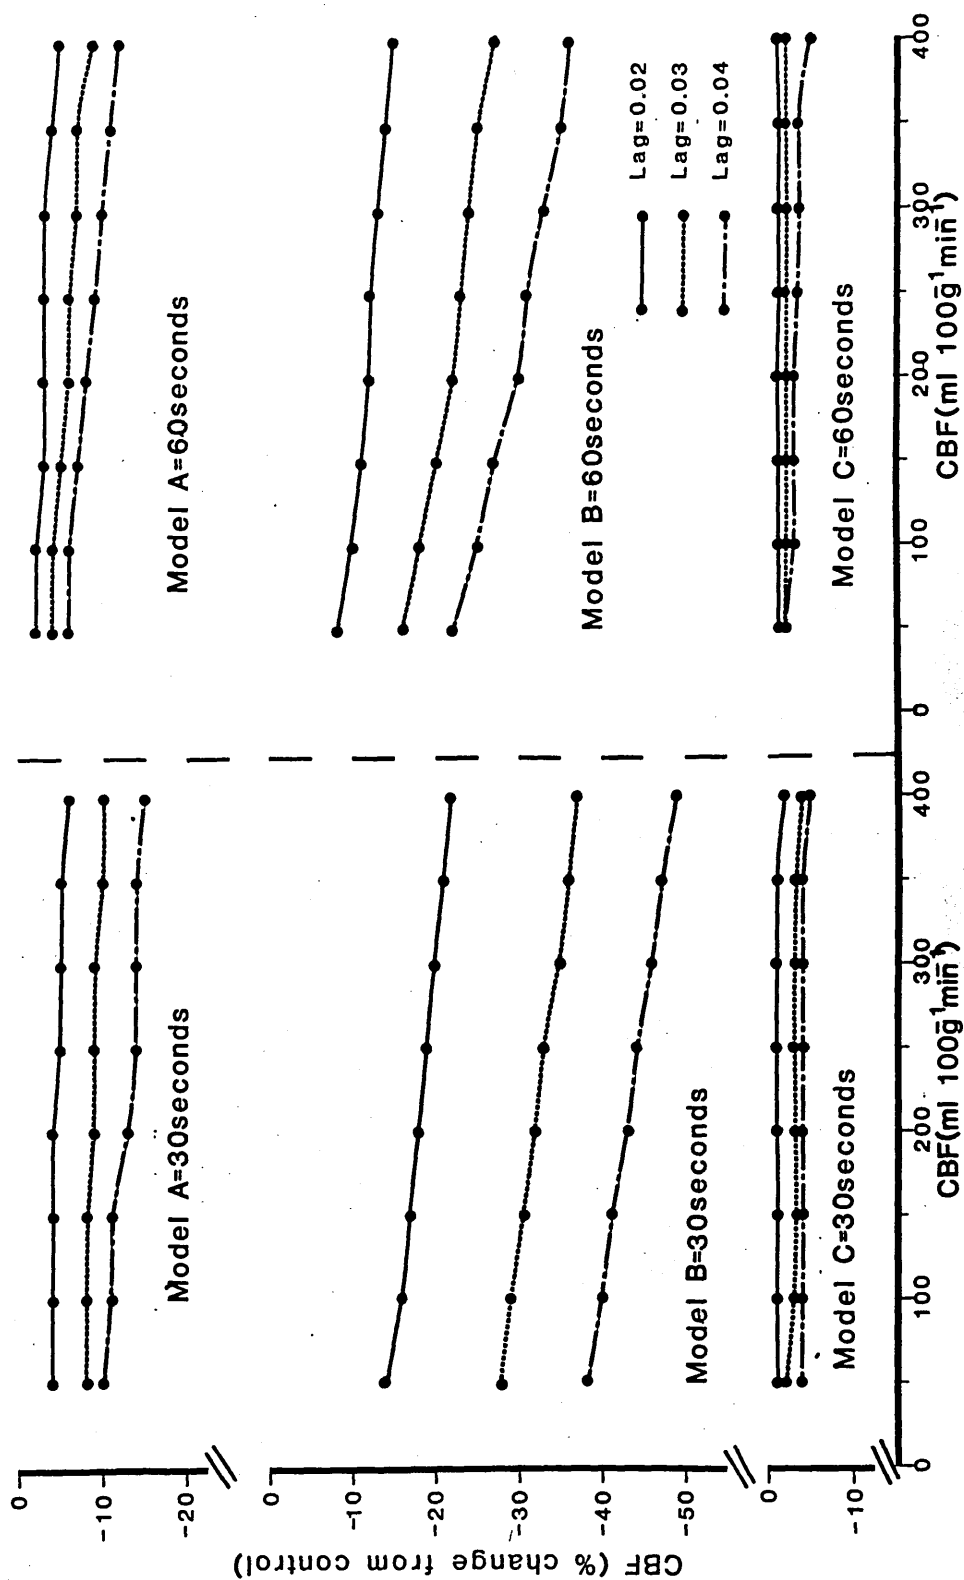 CBF (% change from control)
0
-10
-20
0
-10
-20
-30
-40
-50
0
-10
Model A=30seconds
Model B=30seconds
Model C=30seconds
Model A=60seconds
Model B=60seconds
Model C=60seconds
Lag=0.02
Lag=0.03
Lag=0.04
0
100
200
300
400
CBF(ml 100g̅¹min̅¹)
0
100
200
300
400
CBF(ml 100g̅¹min̅¹)